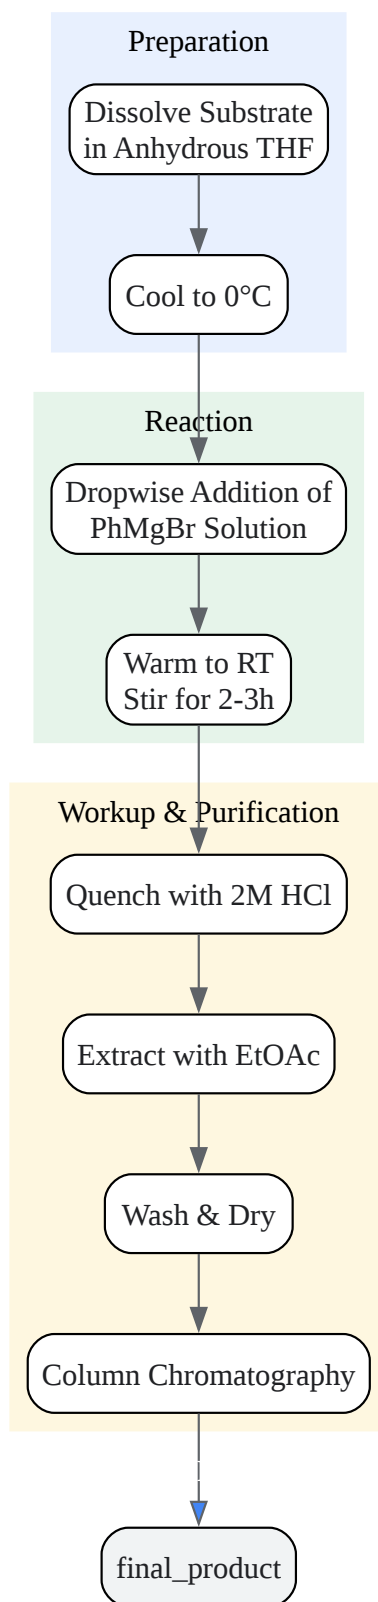 Preparation
Dissolve Substrate
in Anhydrous THF
Cool to 0°C
Reaction
Dropwise Addition of
PhMgBr Solution
Warm to RT
Stir for 2-3h
Workup & Purification
Quench with 2M HCl
Extract with EtOAc
Wash & Dry
Column Chromatography
final_product